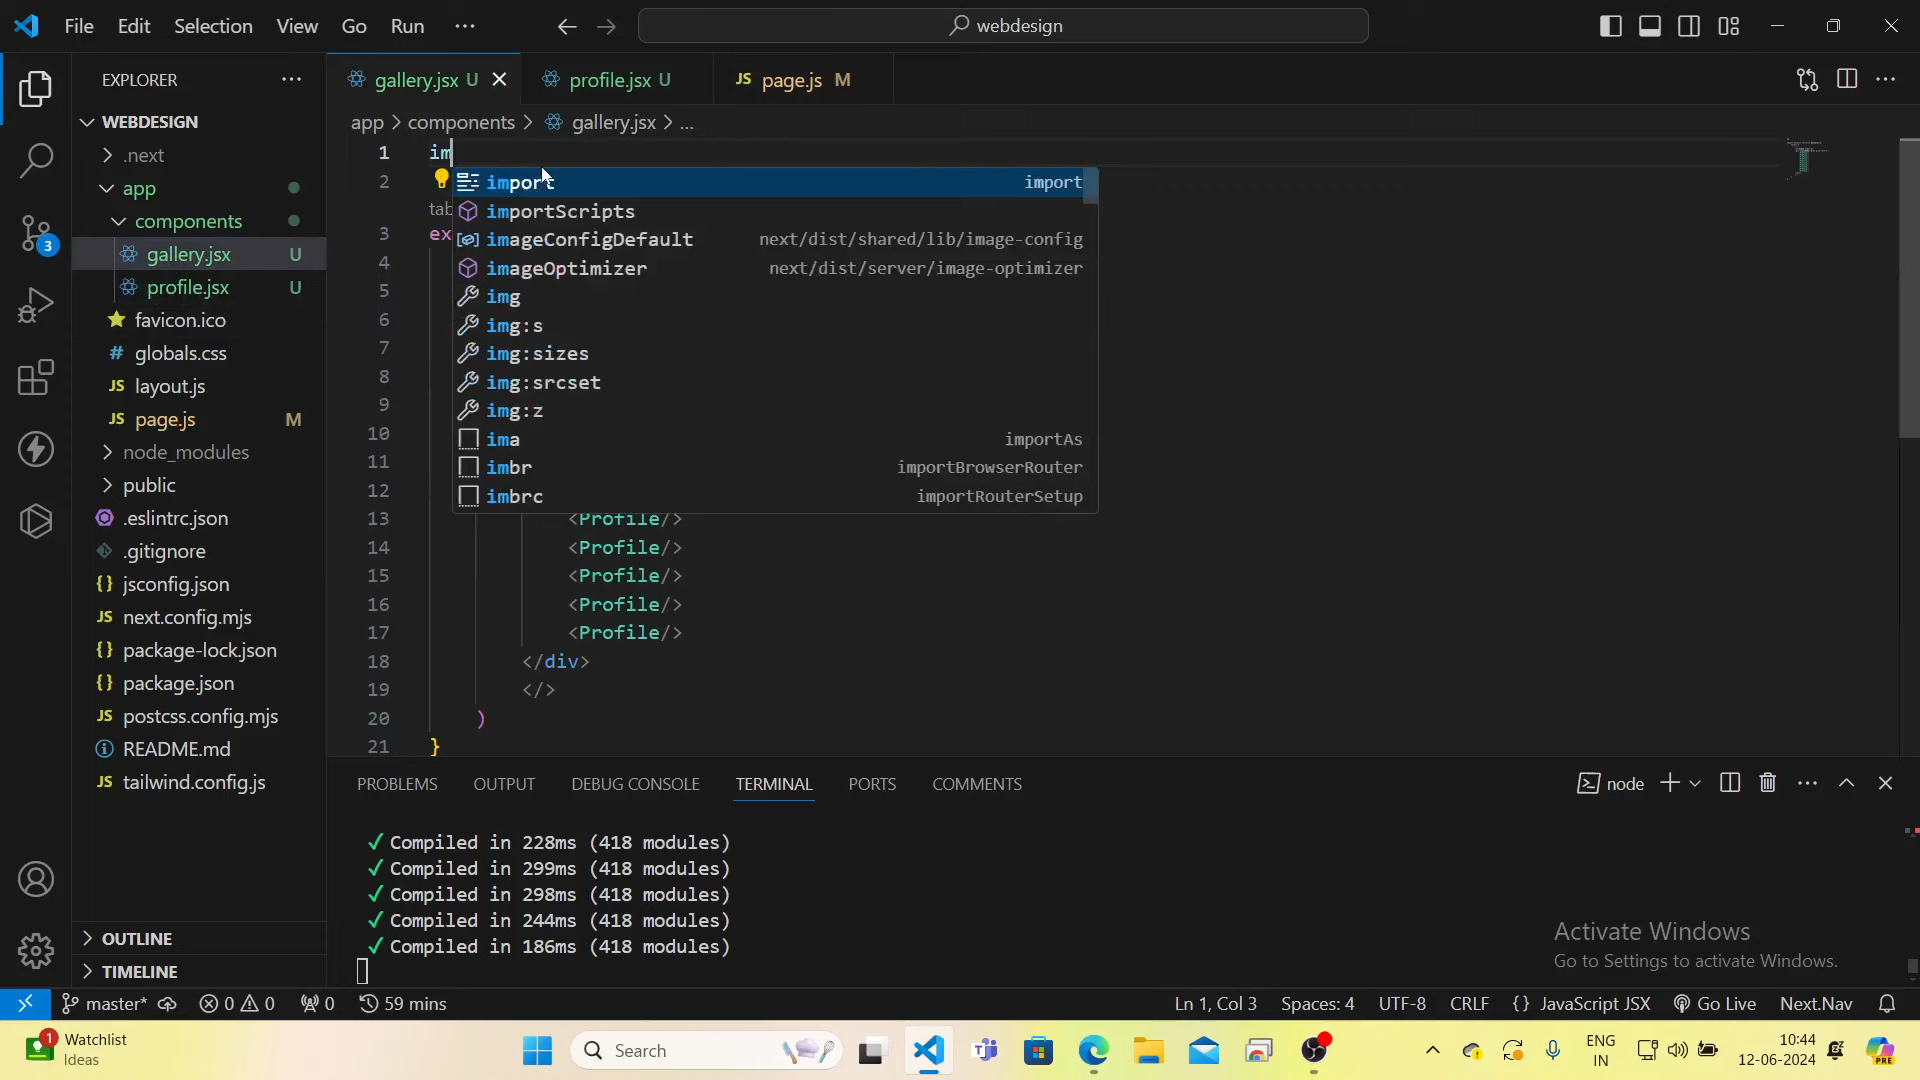 File Edit Selection View Go Run ... webdesign
EXPLORER ...
gallery.jsx U
profile.jsx U
JS page.js M
WEBDESIGN
.next
app
components
gallery.jsx U
profile.jsx U
favicon.ico
# globals.css
JS layout.js
JS page.js M
node_modules
public
.eslintrc.json
.gitignore
{} jsconfig.json
JS next.config.mjs
{} package-lock.json
{} package.json
JS postcss.config.mjs
README.md
JS tailwind.config.js
OUTLINE
TIMELINE
3
app > components > gallery.jsx > ...
1 im
2
tab
3 ex
4
5
6
7
8
9
10
11
12
import import
importScripts
imageConfigDefault next/dist/shared/lib/image-config
imageOptimizer next/dist/server/image-optimizer
img
img:s
img:sizes
img:srcset
img:z
ima importAs
imbr importBrowserRouter
imbrc importRouterSetup
13 <Profile/>
14 <Profile/>
15 <Profile/>
16 <Profile/>
17 <Profile/>
18 </div>
19 </>
20 )
21 }
PROBLEMS OUTPUT DEBUG CONSOLE TERMINAL PORTS COMMENTS node
✓ Compiled in 228ms (418 modules)
✓ Compiled in 299ms (418 modules)
✓ Compiled in 298ms (418 modules)
✓ Compiled in 244ms (418 modules)
✓ Compiled in 186ms (418 modules)
Activate Windows
Go to Settings to activate Windows.
master* 0 0 0 59 mins Ln 1, Col 3 Spaces: 4 UTF-8 CRLF {} JavaScript JSX Go Live Next.Nav
1
Watchlist
Ideas
Search
ENG
IN
10:44
12-06-2024
PRE